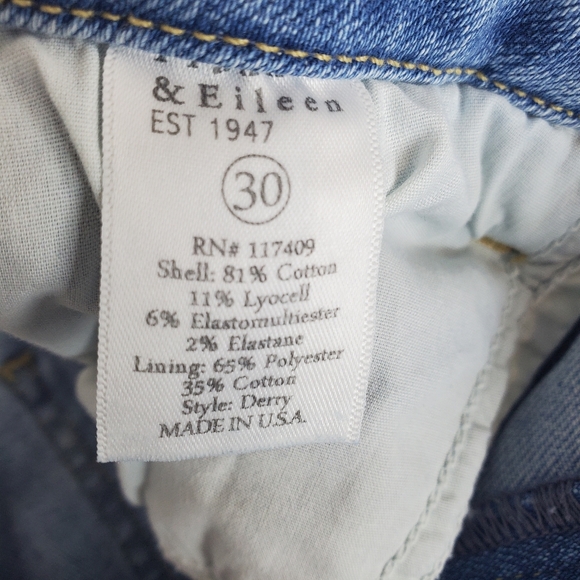 & Eileen
EST 1947
30
RN# 117409
Shell: 81% Cotton
11% Lyocell
6% Elastomultiester
2% Elastane
Lining: 65% Polyester
35% Cotton
Style: Derry
MADE IN U.S.A.